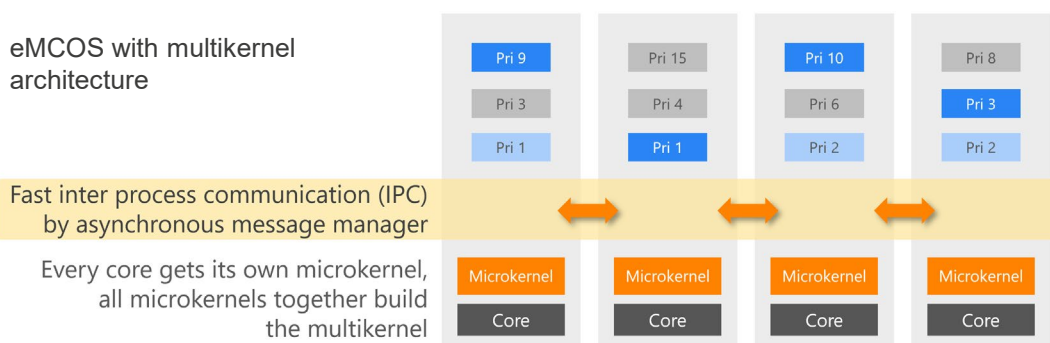 eMCOS with multikernel
architecture
Pri 9
Pri 15
Pri 10
Pri 8
Pri 3
Pri 4
Pri 6
Pri 3
Pri 1
Pri 1
Pri 2
Pri 2
Fast inter process communication (IPC)
by asynchronous message manager
Every core gets its own microkernel,
all microkernels together build
the multikernel
Microkernel
Microkernel
Microkernel
Microkernel
Core
Core
Core
Core